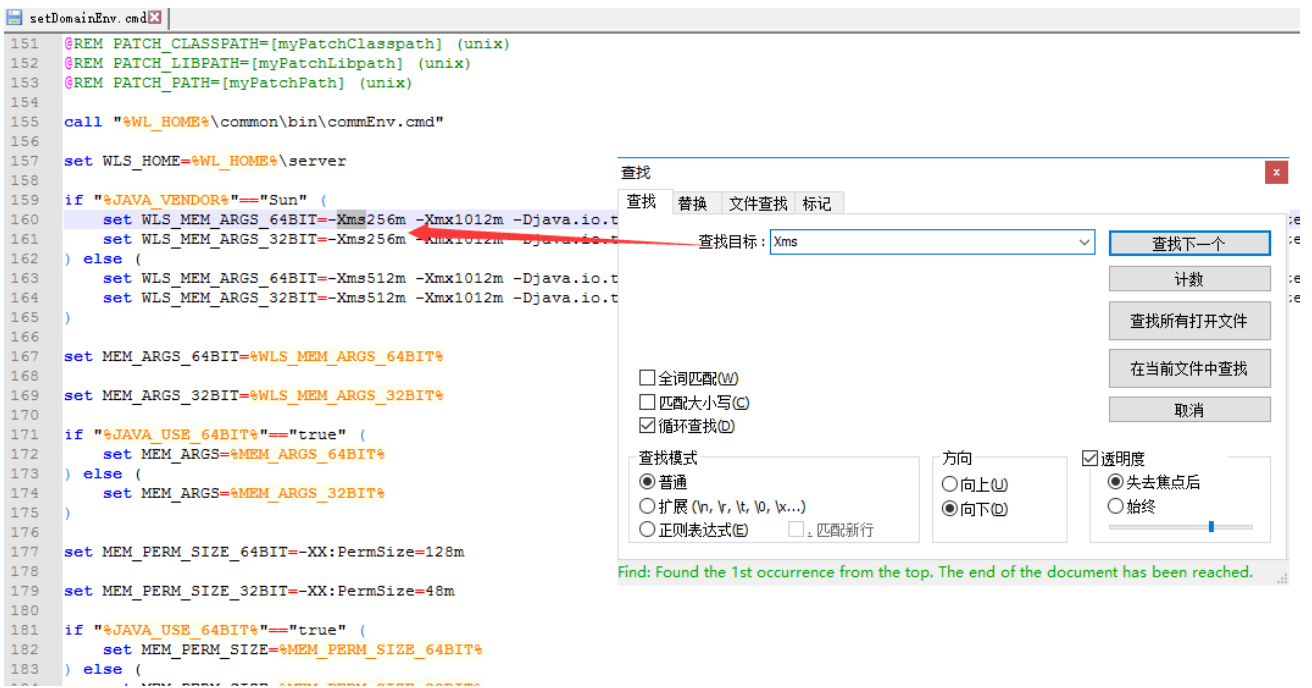 setDomainEnv.cmd
151 @REM PATCH_CLASSPATH=[myPatchClasspath] (unix)
152 @REM PATCH_LIBPATH=[myPatchLibpath] (unix)
153 @REM PATCH_PATH=[myPatchPath] (unix)
154
155 call "%WL_HOME%\common\bin\commEnv.cmd"
156
157 set WLS_HOME=%WL_HOME%\server
158
159 if "%JAVA_VENDOR%"=="Sun" (
160 set WLS_MEM_ARGS_64BIT=-Xms256m -Xmx1012m -Djava.io.t
161 set WLS_MEM_ARGS_32BIT=-Xms256m -Xmx1012m -Djava.io.t
162 ) else (
163 set WLS_MEM_ARGS_64BIT=-Xms512m -Xmx1012m -Djava.io.t
164 set WLS_MEM_ARGS_32BIT=-Xms512m -Xmx1012m -Djava.io.t
165 )
166
167 set MEM_ARGS_64BIT=%WLS_MEM_ARGS_64BIT%
168
169 set MEM_ARGS_32BIT=%WLS_MEM_ARGS_32BIT%
170
171 if "%JAVA_USE_64BIT%"=="true" (
172 set MEM_ARGS=%MEM_ARGS_64BIT%
173 ) else (
174 set MEM_ARGS=%MEM_ARGS_32BIT%
175 )
176
177 set MEM_PERM_SIZE_64BIT=-XX:PermSize=128m
178
179 set MEM_PERM_SIZE_32BIT=-XX:PermSize=48m
180
181 if "%JAVA_USE_64BIT%"=="true" (
182 set MEM_PERM_SIZE=%MEM_PERM_SIZE_64BIT%
183 ) else (
查找
查找 替换 文件查找 标记
查找目标: Xms
查找下一个
计数
查找所有打开文件
在当前文件中查找
取消
全词匹配(W)
匹配大小写(C)
循环查找(D)
查找模式
普通
扩展 (\n, \r, \t, \0, \x...)
正则表达式(E) . 匹配新行
方向
向上(U)
向下(D)
透明度
失去焦点后
始终
Find: Found the 1st occurrence from the top. The end of the document has been reached.